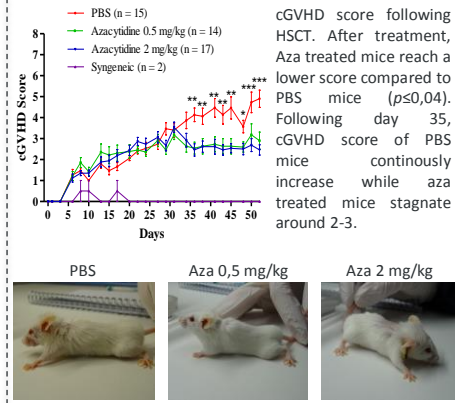 PBS (n = 15)
Azacytidine 0.5 mg/kg (n = 14)
Azacytidine 2 mg/kg (n = 17)
Syngeneic (n = 2)
cGVHD Score
8
7
6
5
4
3
2
1
0
** ** ** ** ** * *** ***
0 5 10 15 20 25 30 35 40 45 50
Days
cGVHD score following
HSCT. After treatment,
Aza treated mice reach a
lower score compared to
PBS mice (p≤0,04).
Following day 35,
cGVHD score of PBS
mice continously
increase while aza
treated mice stagnate
around 2-3.
PBS
Aza 0,5 mg/kg
Aza 2 mg/kg